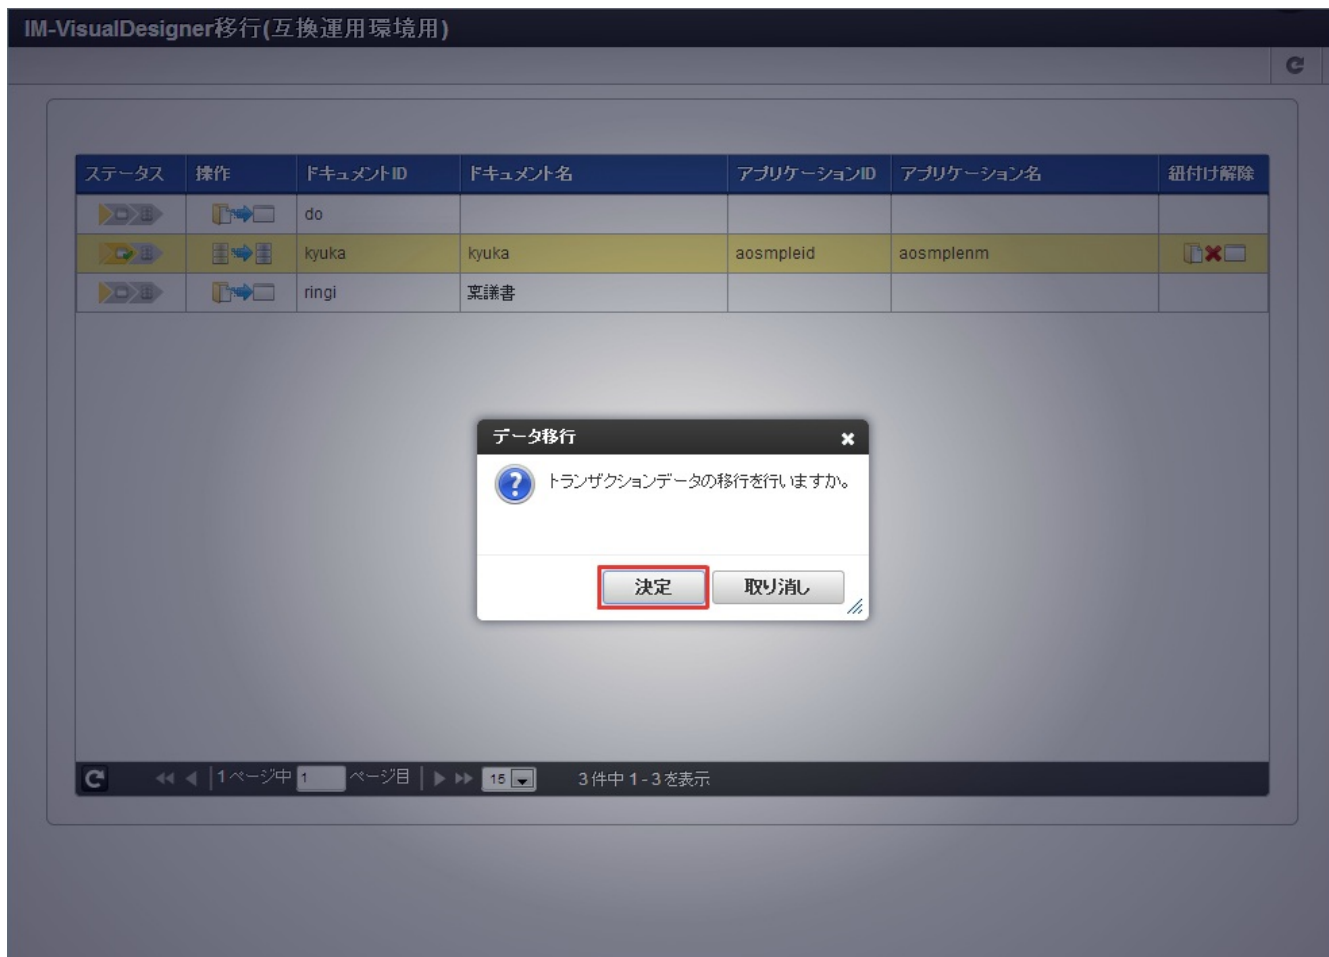 IM-VisualDesigner移行(互換運用環境用)
ステータス 操作 ドキュメントID ドキュメント名 アプリケーションID アプリケーション名 紐付け解除
do
kyuka kyuka aosmpleid aosmplenm
ringi 稟議書
データ移行
トランザクションデータの移行を行いますか。
決定 取り消し
1ページ中 1 ページ目 15 3件中 1 - 3 を表示